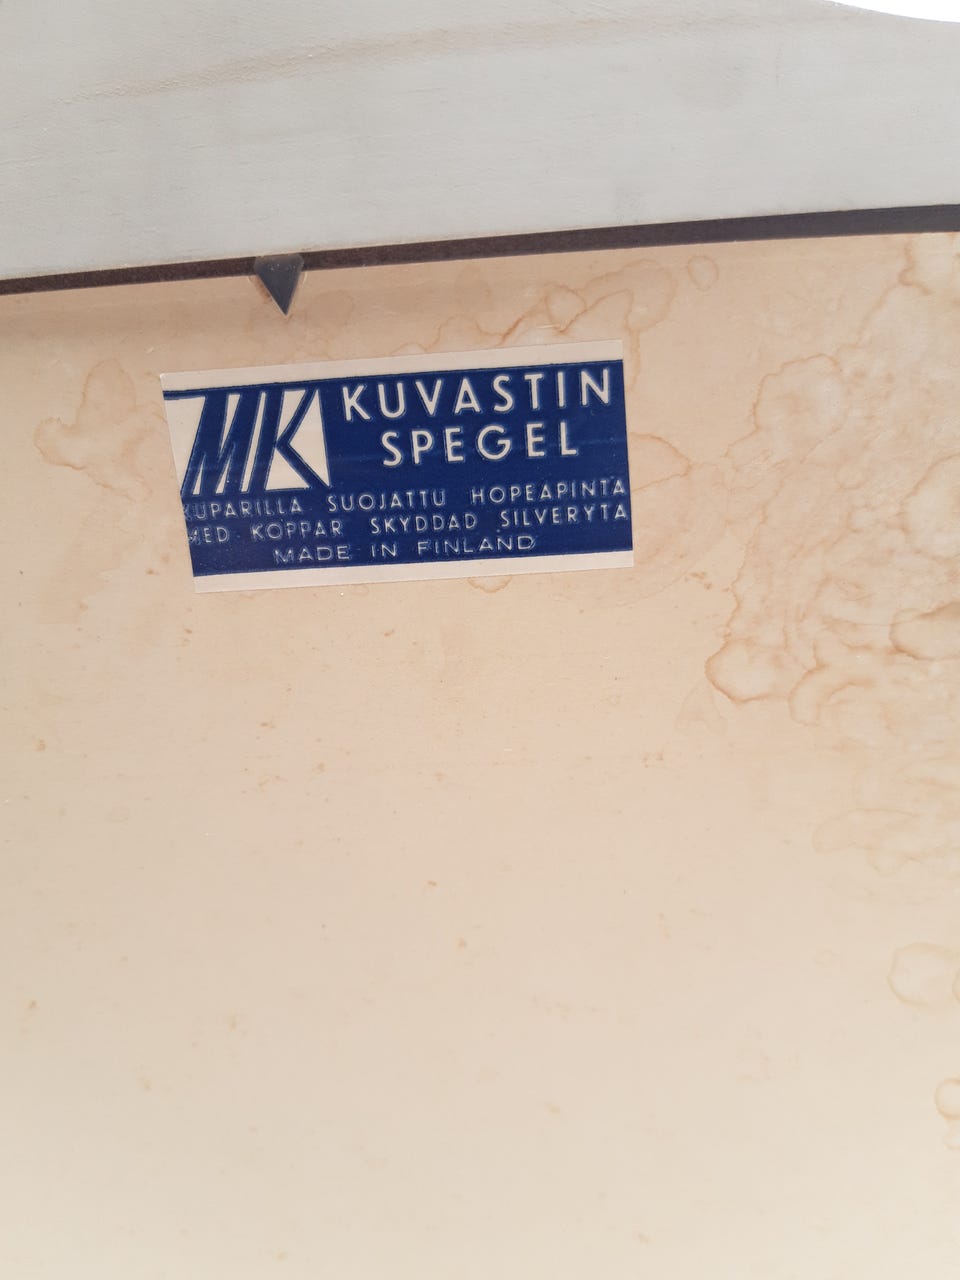 MK KUVASTIN
SPEGEL
KUPARILLA SUOJATTU HOPEAPINTA
MED KOPPAR SKYDDAD SILVERYTA
MADE IN FINLAND